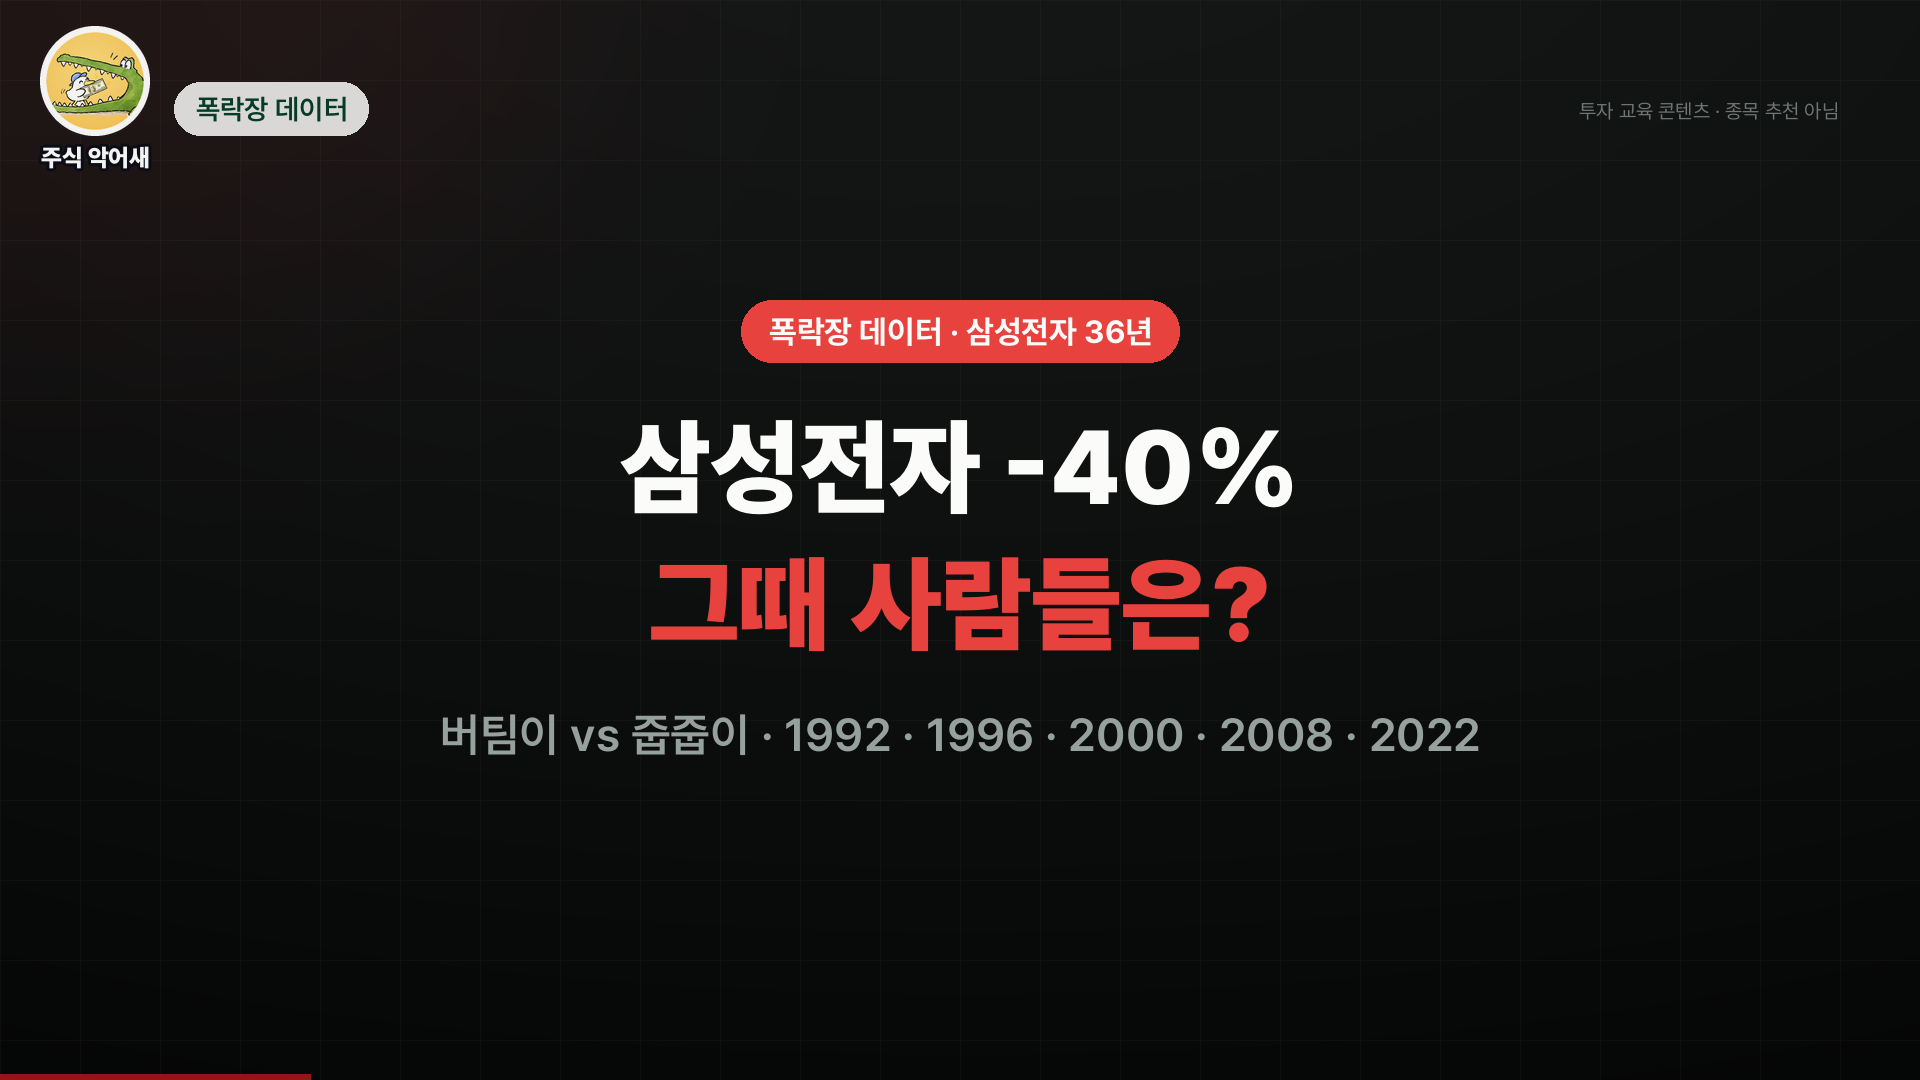 폭락장 데이터
주식 악어새
투자 교육 콘텐츠 · 종목 추천 아님
폭락장 데이터 · 삼성전자 36년
삼성전자 -40%
그때 사람들은?
버팀이 vs 줍줍이 · 1992 · 1996 · 2000 · 2008 · 2022